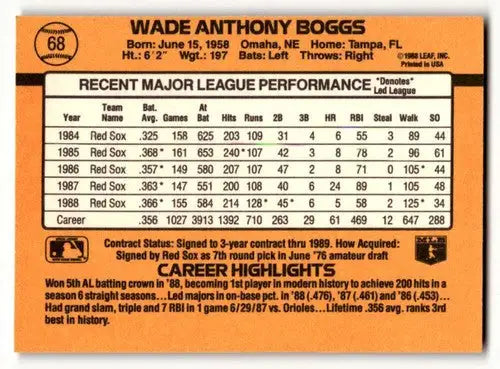 68
WADE ANTHONY BOGGS
Born: June 15, 1958 Omaha, NE Home: Tampa, FL
Ht.: 6'2" Wgt.: 197 Bats: Left Throws: Right
©1988 LEAF, INC.
Printed in USA
RECENT MAJOR LEAGUE PERFORMANCE *Denotes* Led League
Year Team Name Bat. Avg. Games At Bat Hits Runs 2B 3B HR RBI Steal Walk SO
1984 Red Sox .325 158 625 203 109 31 4 6 55 3 89 44
1985 Red Sox .368* 161 653 240* 107 42 3 8 78 2 96 61
1986 Red Sox .357* 149 580 207 107 47 2 8 71 0 105* 44
1987 Red Sox .363* 147 551 200 108 40 6 24 89 1 105 48
1988 Red Sox .366* 155 584 214 128* 45* 6 5 58 2 125* 34
Career .356 1027 3913 1392 710 263 29 61 469 12 647 288
Contract Status: Signed to 3-year contract thru 1989. How Acquired:
Signed by Red Sox as 7th round pick in June '76 amateur draft
CAREER HIGHLIGHTS
Won 5th AL batting crown in '88, becoming 1st player in modern history to achieve 200 hits in a
season 6 straight seasons...Led majors in on-base pct. in '88 (.476), '87 (.461) and '86 (.453)...
Had grand slam, triple and 7 RBI in 1 game 6/29/87 vs. Orioles...Lifetime .356 avg. ranks 3rd
best in history.